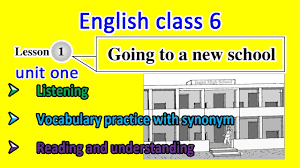 English class 6
Lesson 1
Going to a new school
unit one
Listening
Vocabulary practice with synonym
Reading and understanding